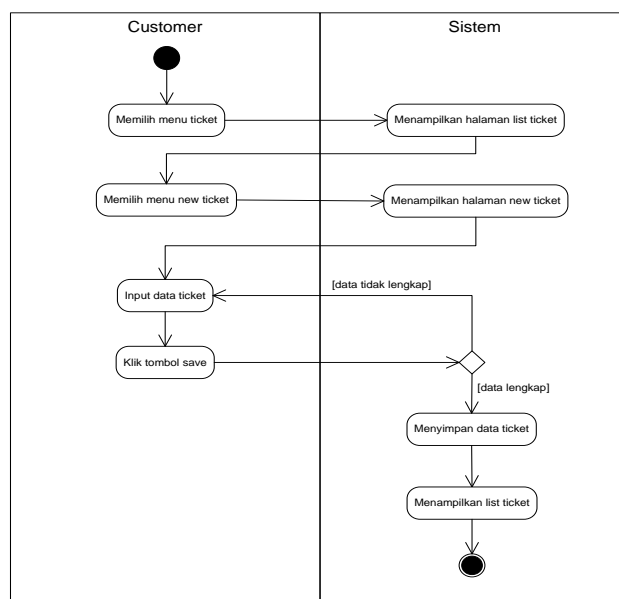 Customer
Sistem
Memilih menu ticket
Menampilkan halaman list ticket
Memilih menu new ticket
Menampilkan halaman new ticket
[data tidak lengkap]
Input data ticket
Klik tombol save
[data lengkap]
Menyimpan data ticket
Menampilkan list ticket